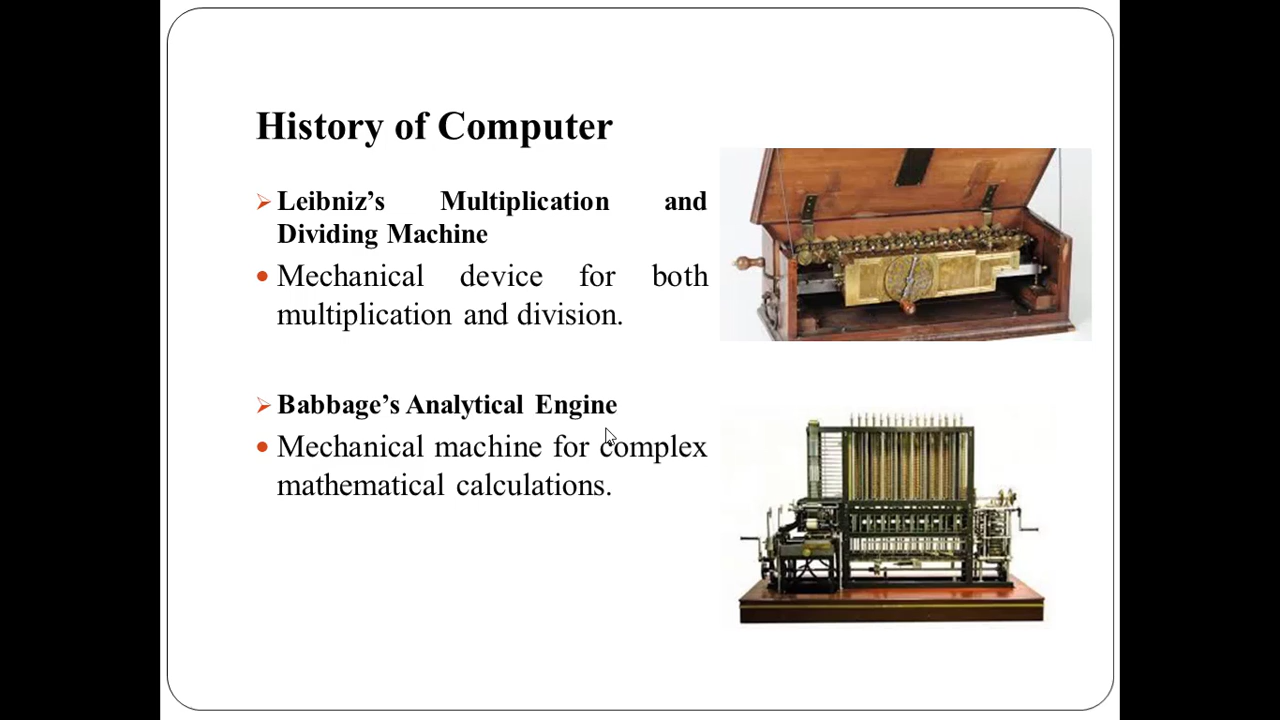 History of Computer
Leibniz’s Multiplication and
Dividing Machine
Mechanical device for both
multiplication and division.
Babbage’s Analytical Engine
Mechanical machine for complex
mathematical calculations.